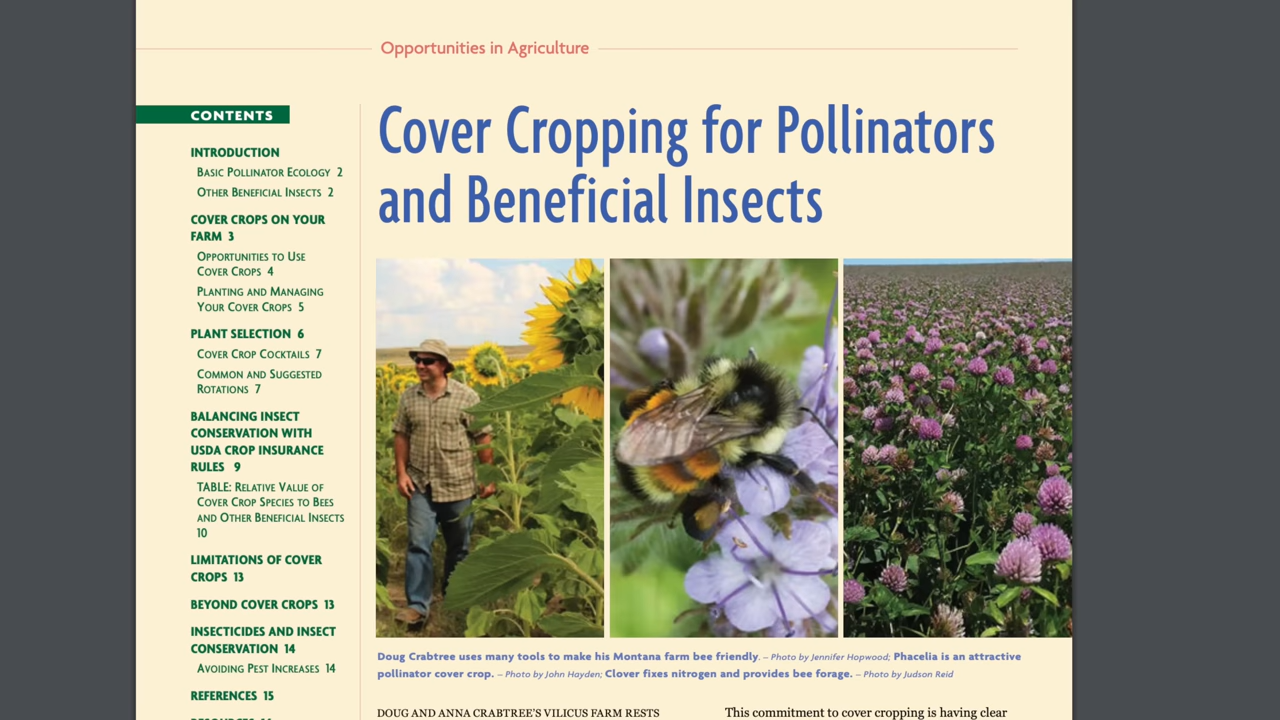 Opportunities in Agriculture
CONTENTS
INTRODUCTION
BASIC POLLINATOR ECOLOGY 2
OTHER BENEFICIAL INSECTS 2
COVER CROPS ON YOUR
FARM 3
OPPORTUNITIES TO USE
COVER CROPS 4
PLANTING AND MANAGING
YOUR COVER CROPS 5
PLANT SELECTION 6
COVER CROP COCKTAILS 7
COMMON AND SUGGESTED
ROTATIONS 7
BALANCING INSECT
CONSERVATION WITH
USDA CROP INSURANCE
RULES 9
TABLE: RELATIVE VALUE OF
COVER CROP SPECIES TO BEES
AND OTHER BENEFICIAL INSECTS
10
LIMITATIONS OF COVER
CROPS 13
BEYOND COVER CROPS 13
INSECTICIDES AND INSECT
CONSERVATION 14
AVOIDING PEST INCREASES 14
REFERENCES 15
Cover Cropping for Pollinators
and Beneficial Insects
Doug Crabtree uses many tools to make his Montana farm bee friendly. – Photo by Jennifer Hopwood; Phacelia is an attractive
pollinator cover crop. – Photo by John Hayden; Clover fixes nitrogen and provides bee forage. – Photo by Judson Reid
DOUG AND ANNA CRABTREE'S VILICUS FARM RESTS
This commitment to cover cropping is having clear